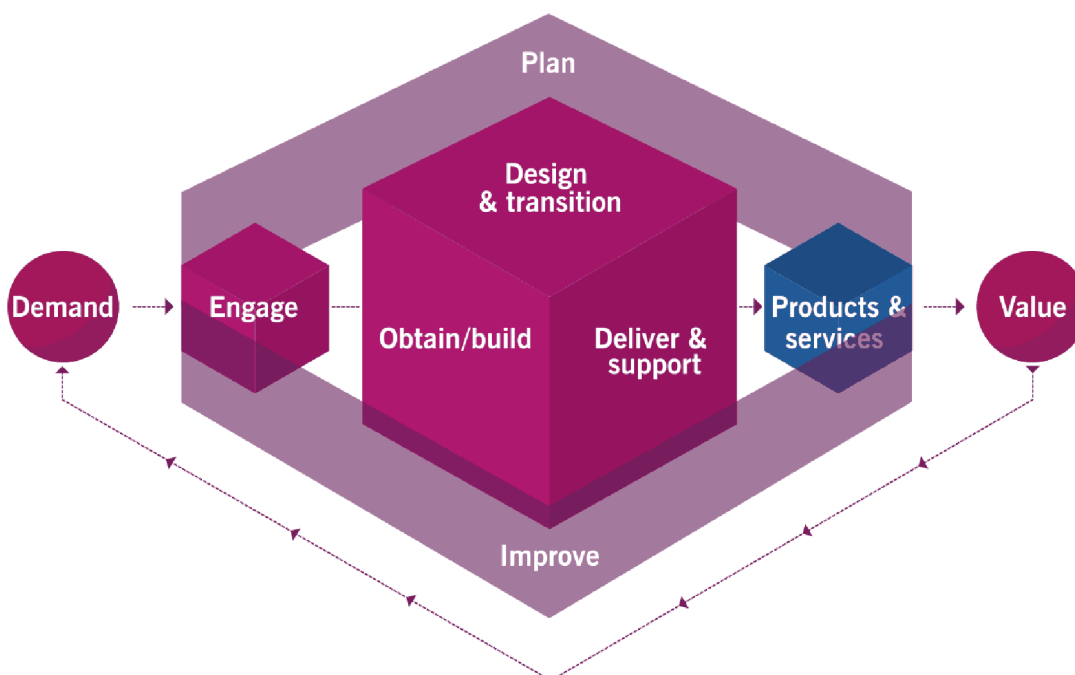 Plan
Design
& transition
Demand
Engage
Obtain/build
Deliver &
support
Products &
services
Value
Improve